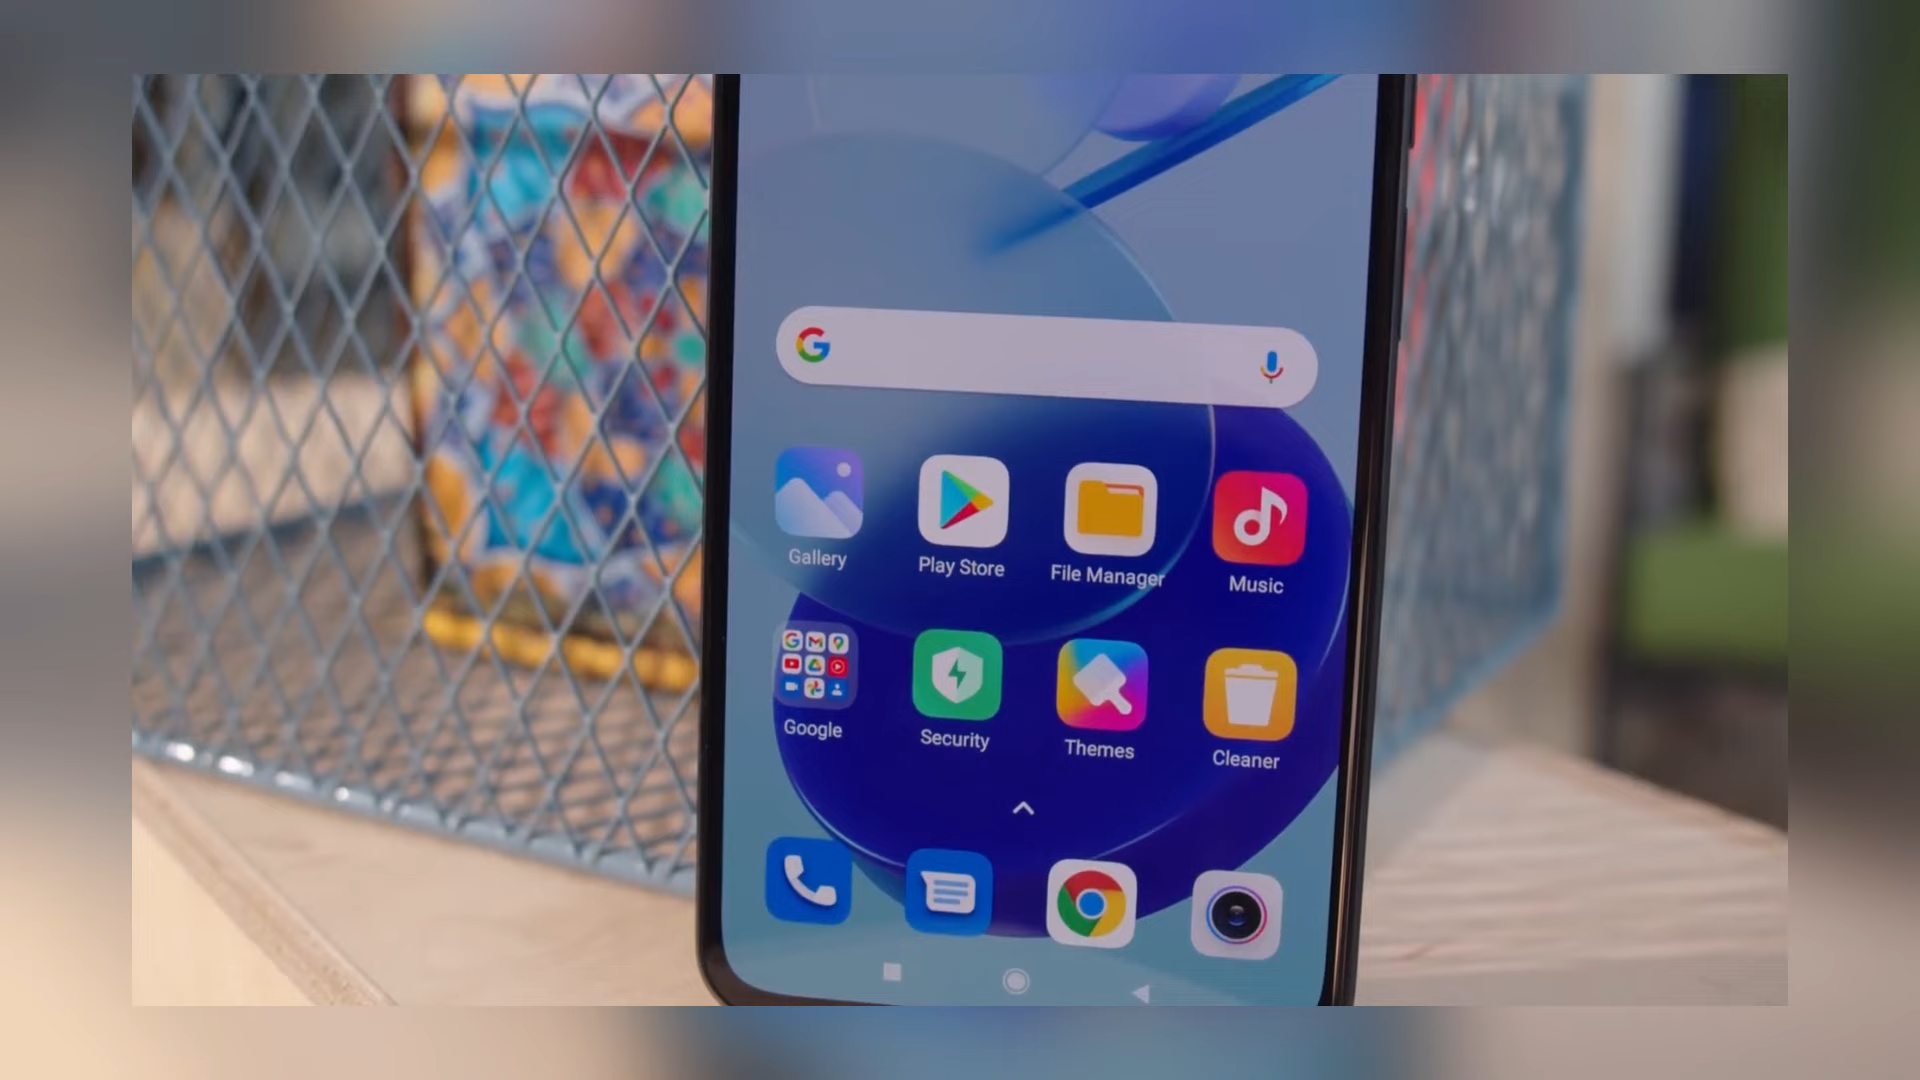 Gallery
Play Store
File Manager
Music
Google
Security
Themes
Cleaner